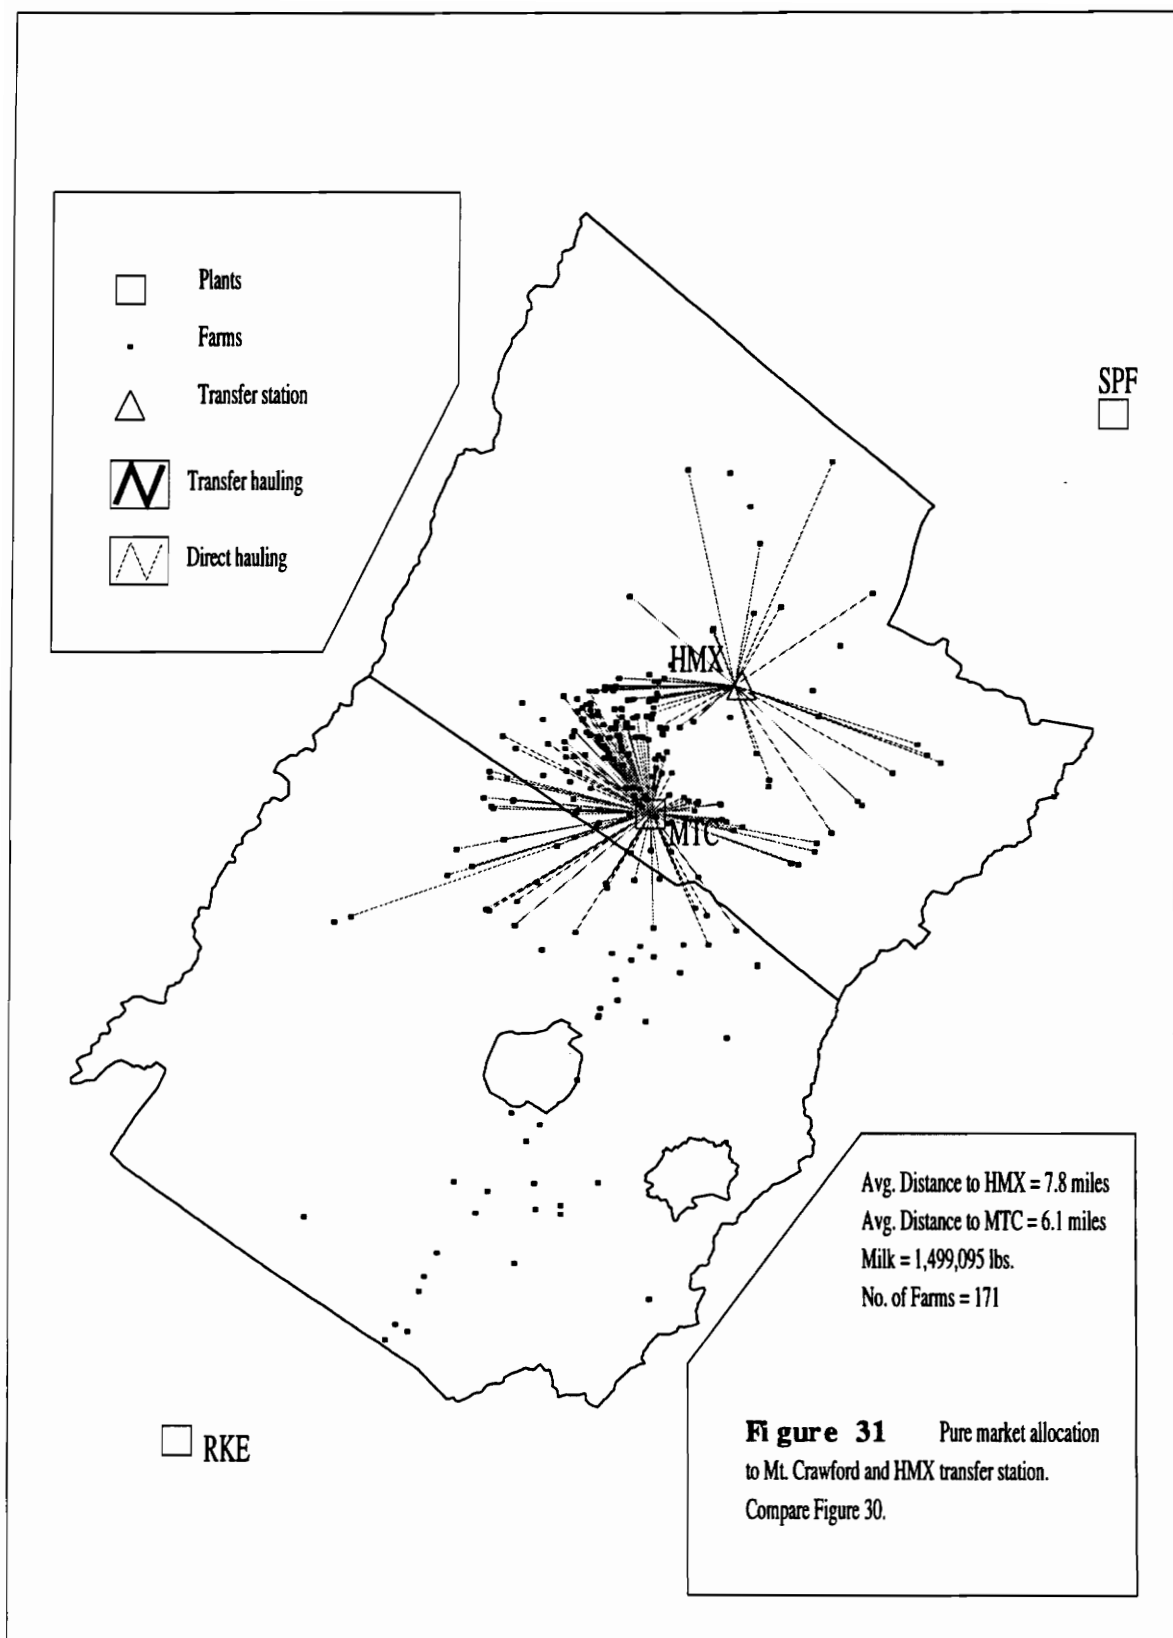 Plants
Farms
Transfer station
Transfer hauling
Direct hauling
SPF
HMX
MTC
RKE
Avg. Distance to HMX = 7.8 miles
Avg. Distance to MTC = 6.1 miles
Milk = 1,499,095 lbs.
No. of Farms = 171
Figure 31 Pure market allocation
to Mt. Crawford and HMX transfer station.
Compare Figure 30.